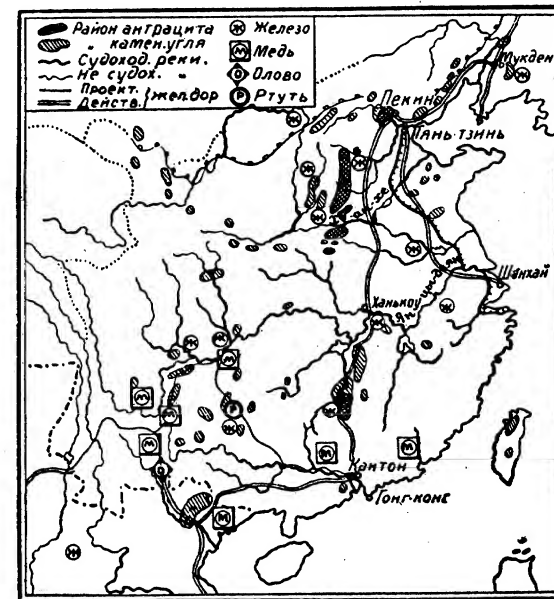 Район антрацита
„ камен. угля
Судоход. реки.
Не судох. „
Проект. } жел.дор
Действ.
Ж Железо
М Медь
О Олово
Р Ртуть
Мукден
Ж
Пекин
Тянь-тзинь
Ж
Ж
Ж
Ж
Ж
Шанхай
Ханькоу
Ж
Ж
Янцыдзян
Ж
Ж
М
М
М
Р
Ж
Ж
М
М
М
О
Кантон
Гонг-конг
М
Ж